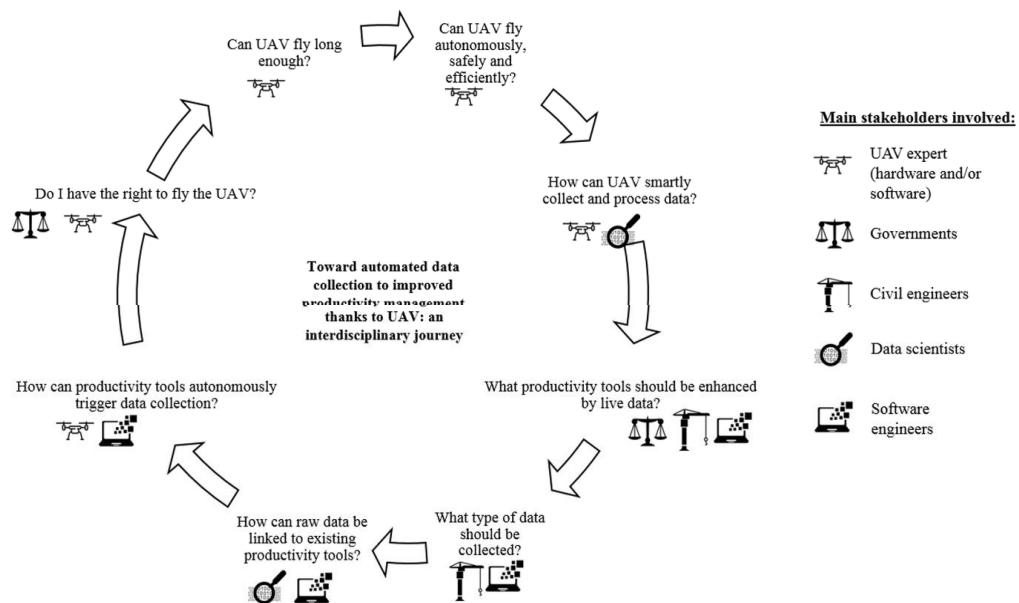 Can UAV fly long
enough?
Can UAV fly
autonomously,
safely and
efficiently?
How can UAV smartly
collect and process data?
What productivity tools should be enhanced
by live data?
What type of data
should be
collected?
How can raw data be
linked to existing
productivity tools?
How can productivity tools autonomously
trigger data collection?
Do I have the right to fly the UAV?
Toward automated data
collection to improved
productivity management
thanks to UAV: an
interdisciplinary journey
Main stakeholders involved:
UAV expert
(hardware and/or
software)
Governments
Civil engineers
Data scientists
Software
engineers